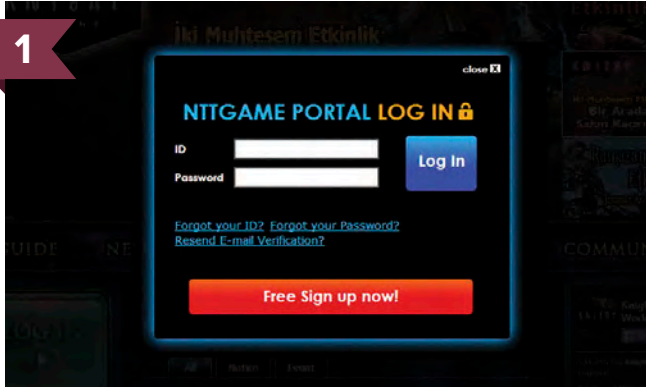 1
İki Muhteşem Etkinlik
close X
NTTGAME PORTAL LOG IN
ID
Log In
Password
Forgot your ID? Forgot your Password?
Resend E-mail Verification?
GUIDE
COMMUN
Free Sign up now!